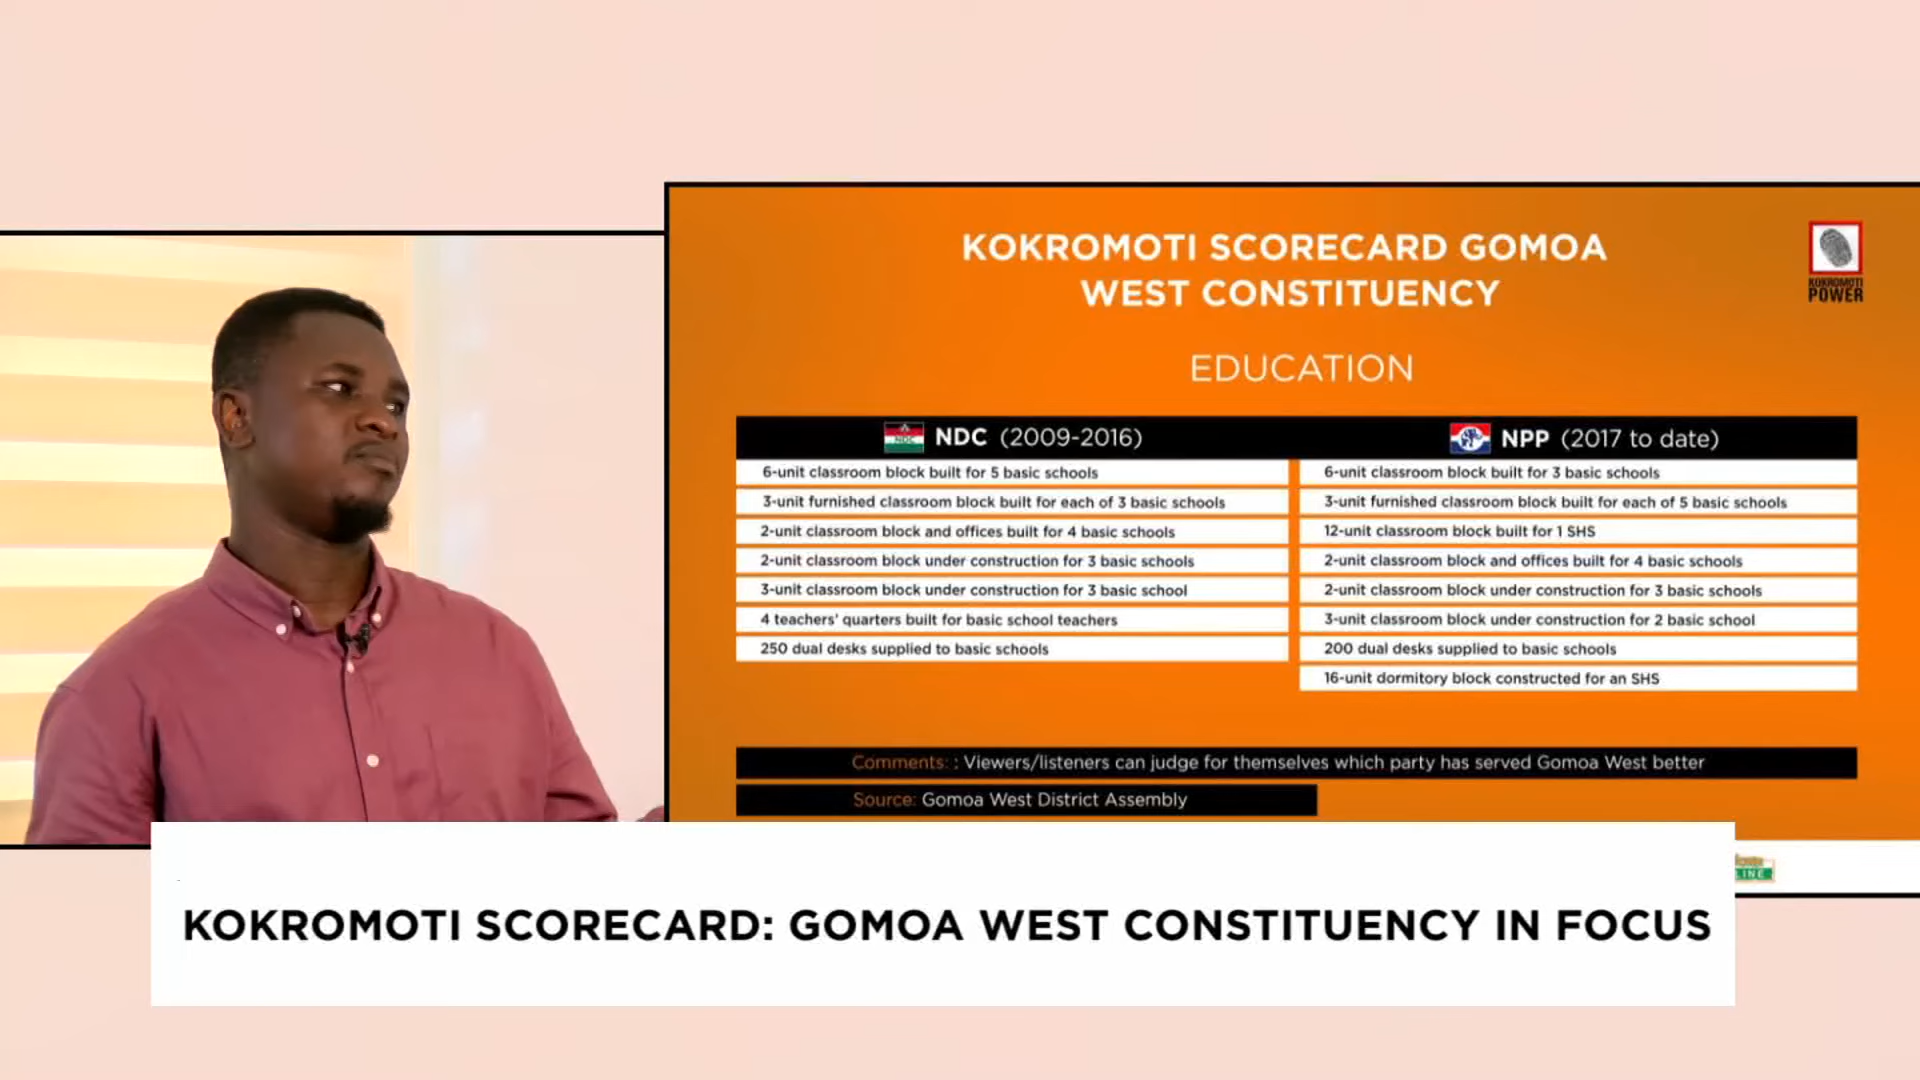 KOKROMOTI SCORECARD GOMOA
WEST CONSTITUENCY
KOKROMOTI
POWER
EDUCATION
NDC (2009-2016)
6-unit classroom block built for 5 basic schools
3-unit furnished classroom block built for each of 3 basic schools
2-unit classroom block and offices built for 4 basic schools
2-unit classroom block under construction for 3 basic schools
3-unit classroom block under construction for 3 basic school
4 teachers' quarters built for basic school teachers
250 dual desks supplied to basic schools
NPP (2017 to date)
6-unit classroom block built for 3 basic schools
3-unit furnished classroom block built for each of 5 basic schools
12-unit classroom block built for 1 SHS
2-unit classroom block and offices built for 4 basic schools
2-unit classroom block under construction for 3 basic schools
3-unit classroom block under construction for 2 basic school
200 dual desks supplied to basic schools
16-unit dormitory block constructed for an SHS
Comments: : Viewers/listeners can judge for themselves which party has served Gomoa West better
Source: Gomoa West District Assembly
KOKROMOTI SCORECARD: GOMOA WEST CONSTITUENCY IN FOCUS